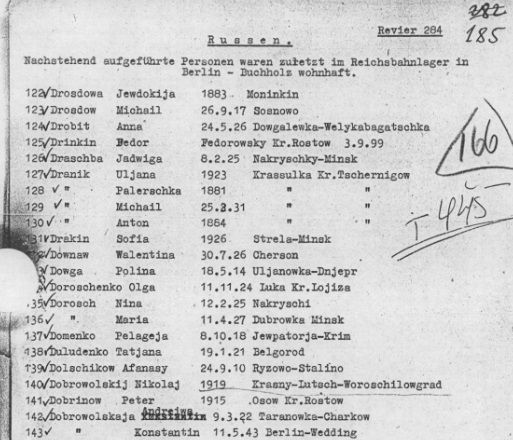 382
185
Revier 284
Russen.
Nachstehend aufgeführte Personen waren zuletzt im Reichsbahnlager in
Berlin - Buchholz wohnhaft.
122 Drosdowa Jewdokija 1883 Moninkin
123 Drosdow Michail 26.9.17 Sosnowo
124 Drobit Anna 24.5.26 Dowgalewka-Welykabagatschka
125 Drinkin Fedor Fedorowsky Kr.Rostow 3.9.99
126 Draschba Jadwiga 8.2.25 Nakryschky-Minsk
127 Dranik Uljana 1923 Krassulka Kr.Tschernigow
128 " Palerschka 1881 " "
129 " Michail 25.2.31 " "
130 " Anton 1884 " "
131 Drakin Sofia 1926 Strela-Minsk
Downaw Walentina 30.7.26 Cherson
Dowga Polina 18.5.14 Uljanowka-Dnjepr
Doroschenko Olga 11.11.24 Luka Kr.Lojiza
135 Dorosch Nina 12.2.25 Nakrysohi
136 " Maria 11.4.27 Dubrowka Minsk
137 Domenko Pelageja 8.10.18 Jewpatorja-Krim
138 Duludenko Tatjana 19.1.21 Belgorod
139 Dolschikow Afanasy 24.9.10 Ryzowo-Stalino
140 Dobrowolskij Nikolaj 1919 Krasny-Lutsch-Woroschilowgrad
141 Dobrinow Peter 1915 Osow Kr.Rostow
Andreiwa
142 Dobrowolskaja 9.3.22 Taranowka-Charkow
143 " Konstantin 11.5.43 Berlin-Wedding
166
I 445